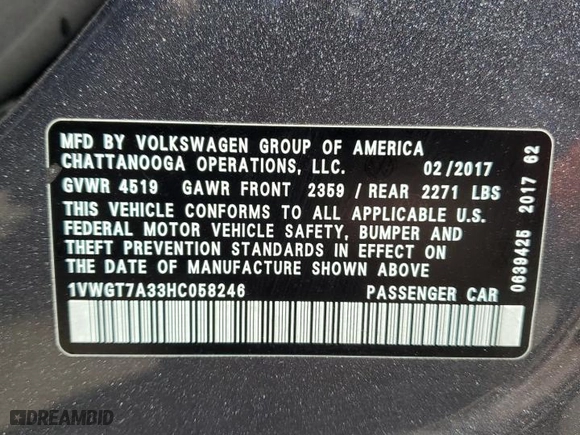 MFD BY VOLKSWAGEN GROUP OF AMERICA
CHATTANOOGA OPERATIONS, LLC. 02/2017
GVWR 4519 GAWR FRONT 2359 / REAR 2271 LBS
THIS VEHICLE CONFORMS TO ALL APPLICABLE U.S.
FEDERAL MOTOR VEHICLE SAFETY, BUMPER AND
THEFT PREVENTION STANDARDS IN EFFECT ON
THE DATE OF MANUFACTURE SHOWN ABOVE
1VWGT7A33HC058246 PASSENGER CAR
0639425 2017 62
DREAMBID